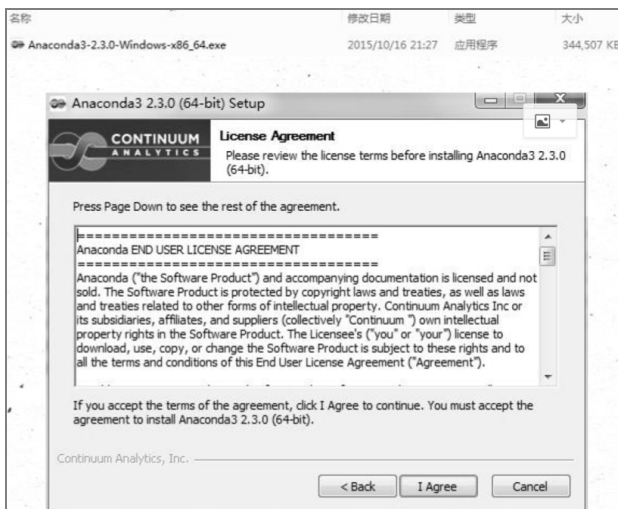 名称 修改日期 类型 大小
Anaconda3-2.3.0-Windows-x86_64.exe 2015/10/16 21:27 应用程序 344,507 KB
Anaconda3 2.3.0 (64-bit) Setup
CONTINUUM
ANALYTICS
License Agreement
Please review the license terms before installing Anaconda3 2.3.0
(64-bit).
Press Page Down to see the rest of the agreement.
====================================
Anaconda END USER LICENSE AGREEMENT
====================================
Anaconda ("the Software Product") and accompanying documentation is licensed and not
sold. The Software Product is protected by copyright laws and treaties, as well as laws
and treaties related to other forms of intellectual property. Continuum Analytics Inc or
its subsidiaries, affiliates, and suppliers (collectively "Continuum ") own intellectual
property rights in the Software Product. The Licensee's ("you" or "your") license to
download, use, copy, or change the Software Product is subject to these rights and to
all the terms and conditions of this End User License Agreement ("Agreement").
If you accept the terms of the agreement, click I Agree to continue. You must accept the
agreement to install Anaconda3 2.3.0 (64-bit).
Continuum Analytics, Inc.
< Back I Agree Cancel